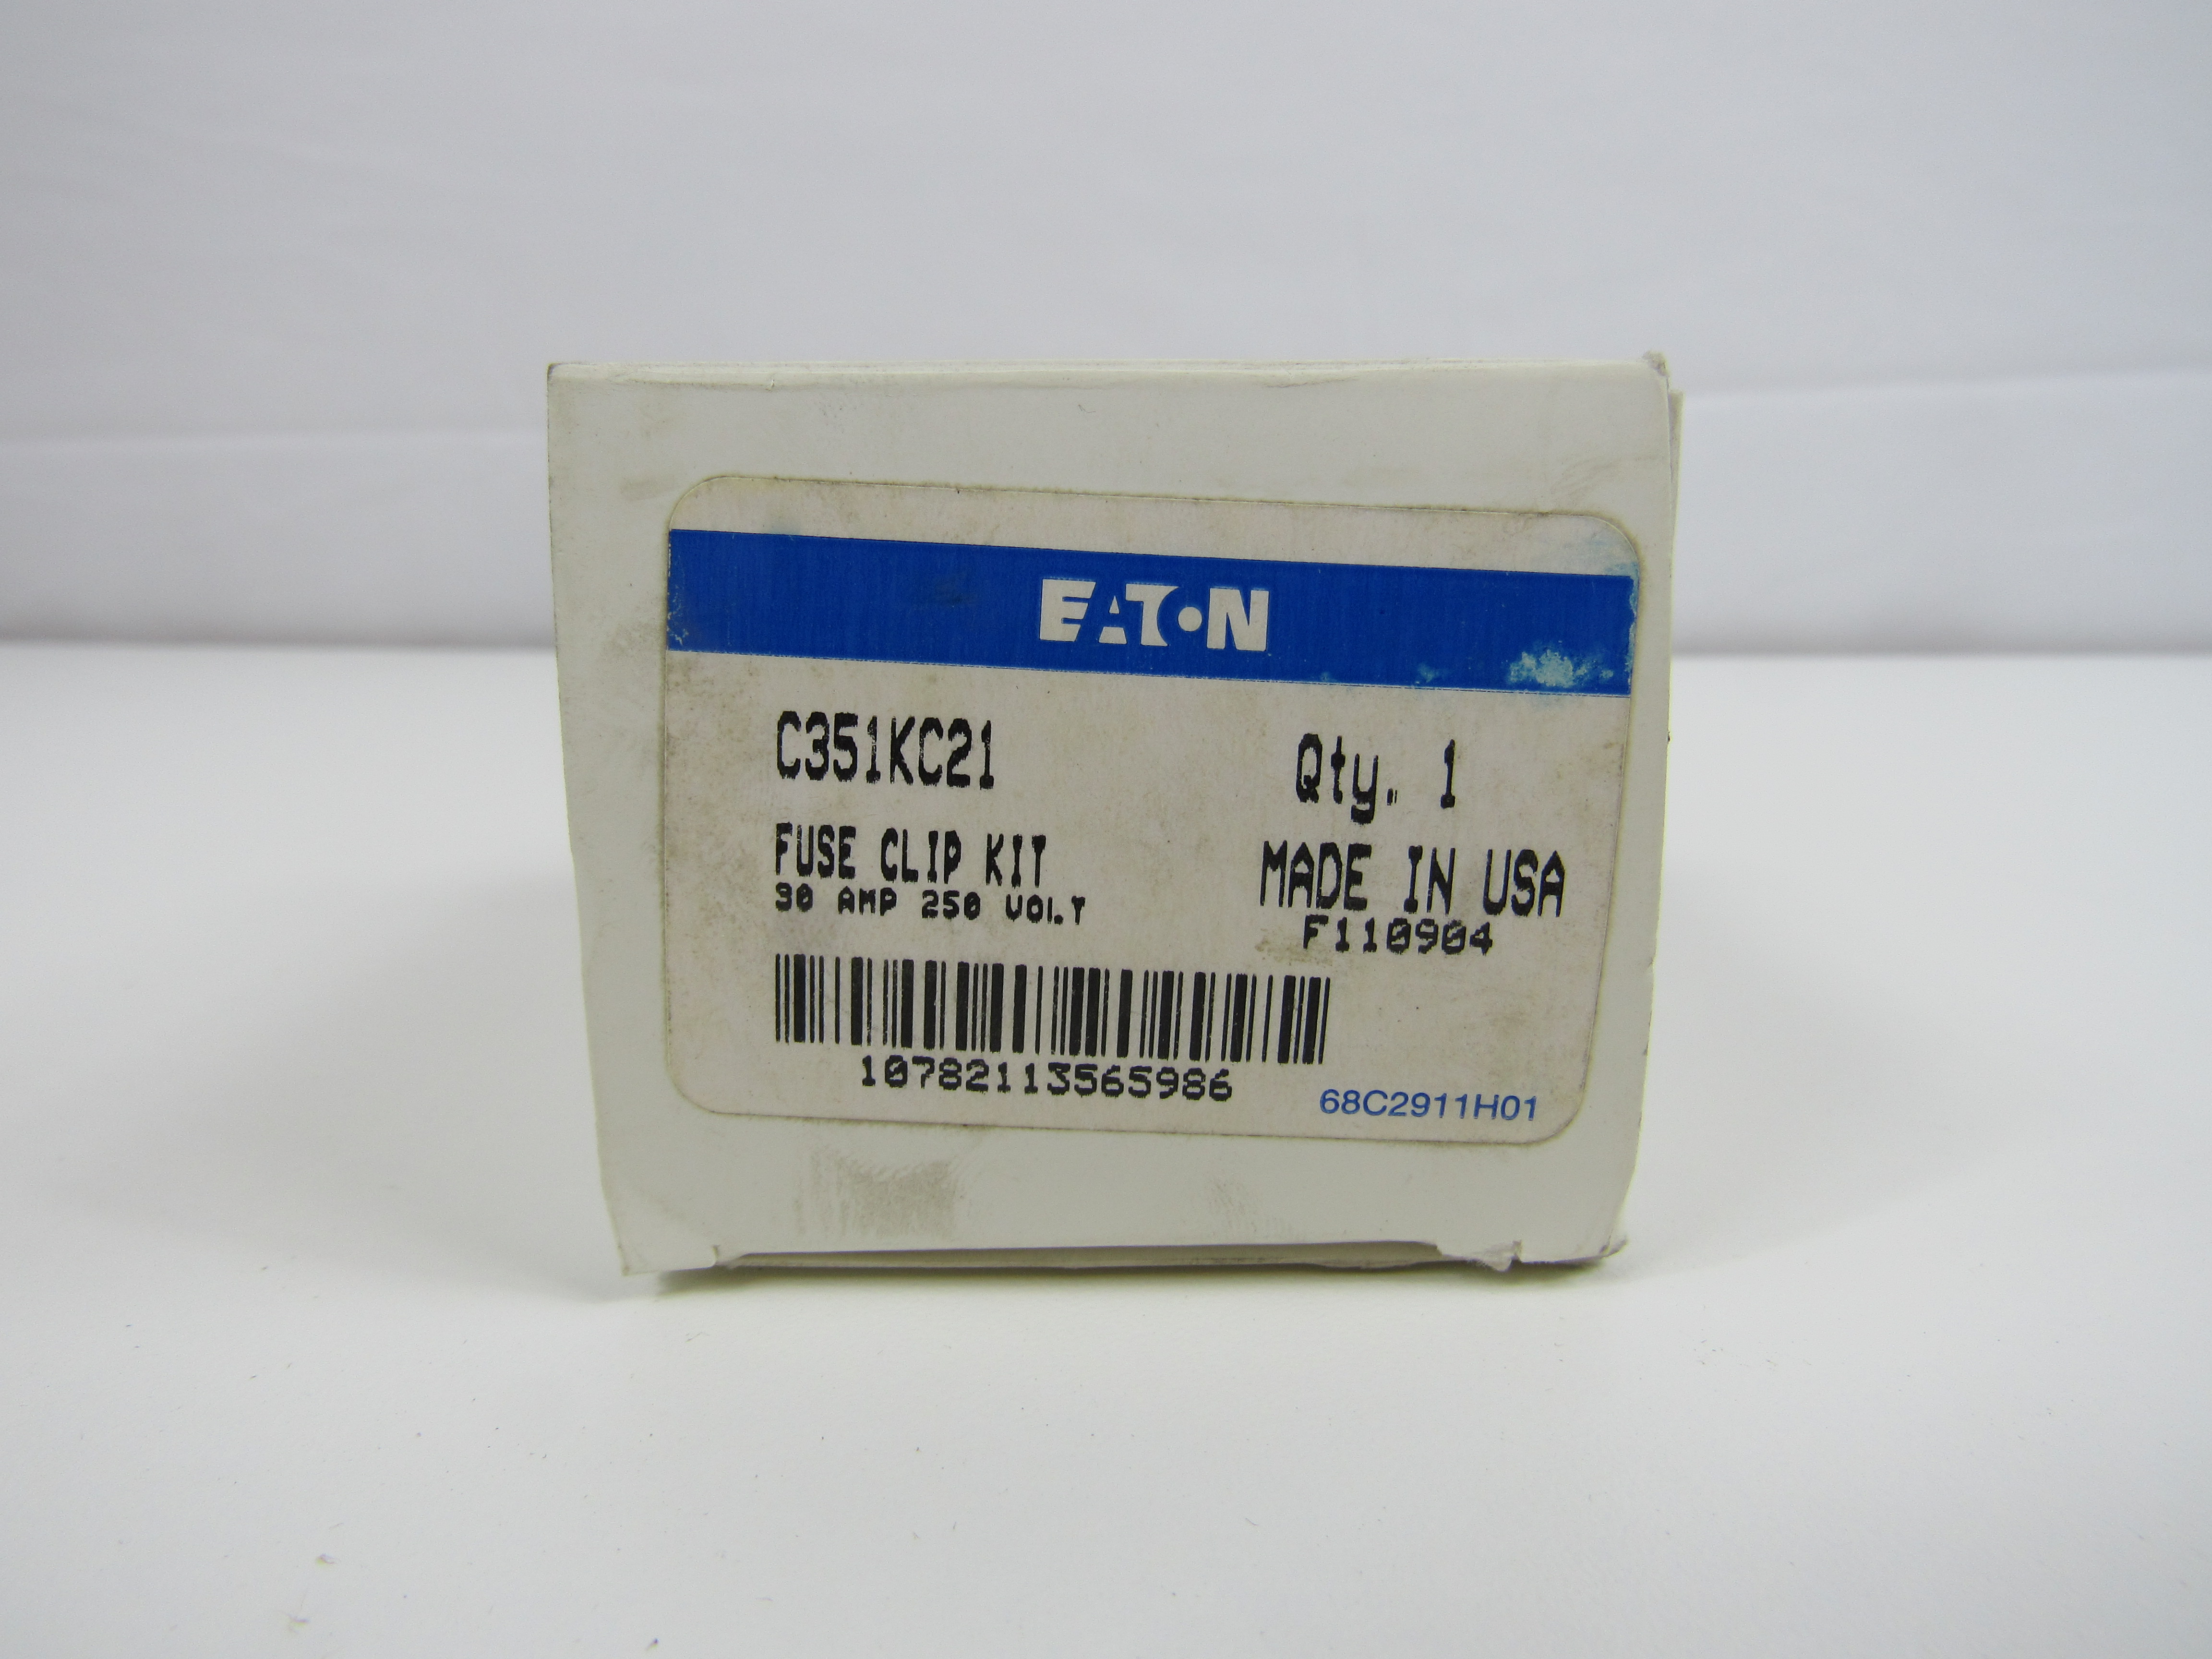 EATON
C351KC21
Qty. 1
FUSE CLIP KIT
30 AMP 250 VOLT
MADE IN USA
F110904
10782113565986
68C2911H01